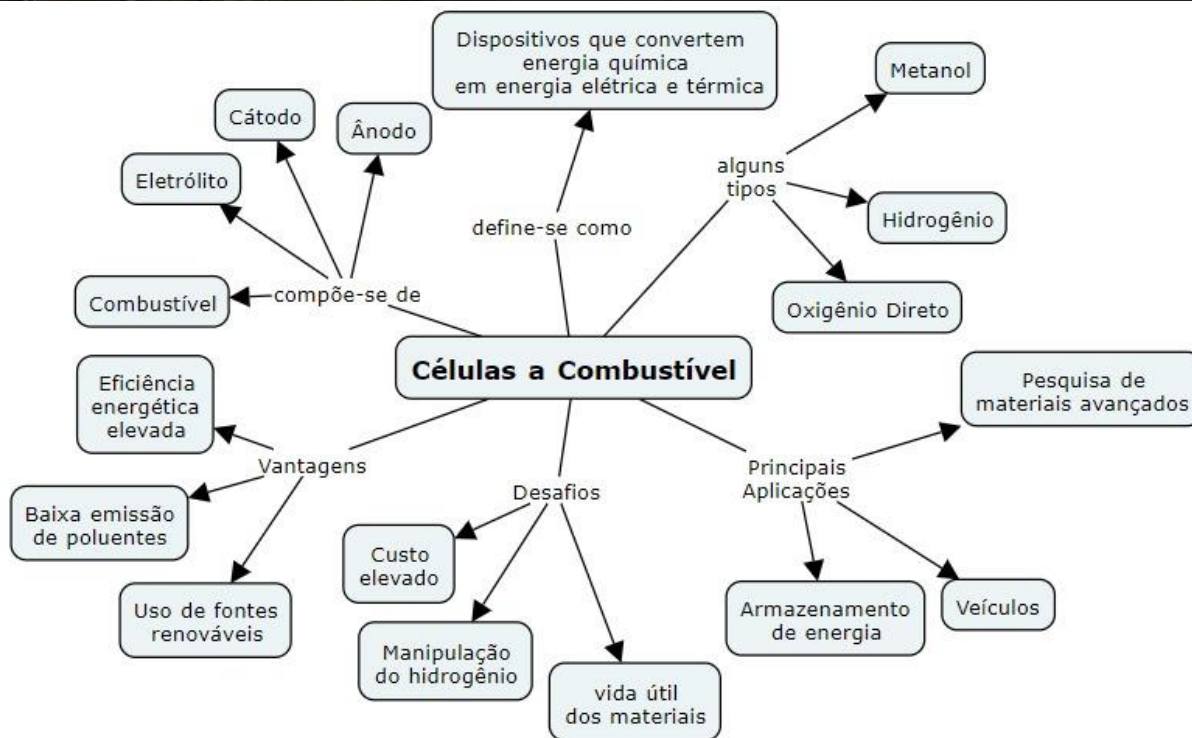 Dispositivos que convertem
energia química
em energia elétrica e térmica
Metanol
Cátodo
Ânodo
alguns
tipos
Eletrólito
Hidrogênio
define-se como
Combustível
compõe-se de
Oxigênio Direto
Células a Combustível
Eficiência
energética
elevada
Pesquisa de
materiais avançados
Vantagens
Principais
Aplicações
Desafios
Baixa emissão
de poluentes
Custo
elevado
Uso de fontes
renováveis
Armazenamento
de energia
Veículos
Manipulação
do hidrogênio
vida útil
dos materiais